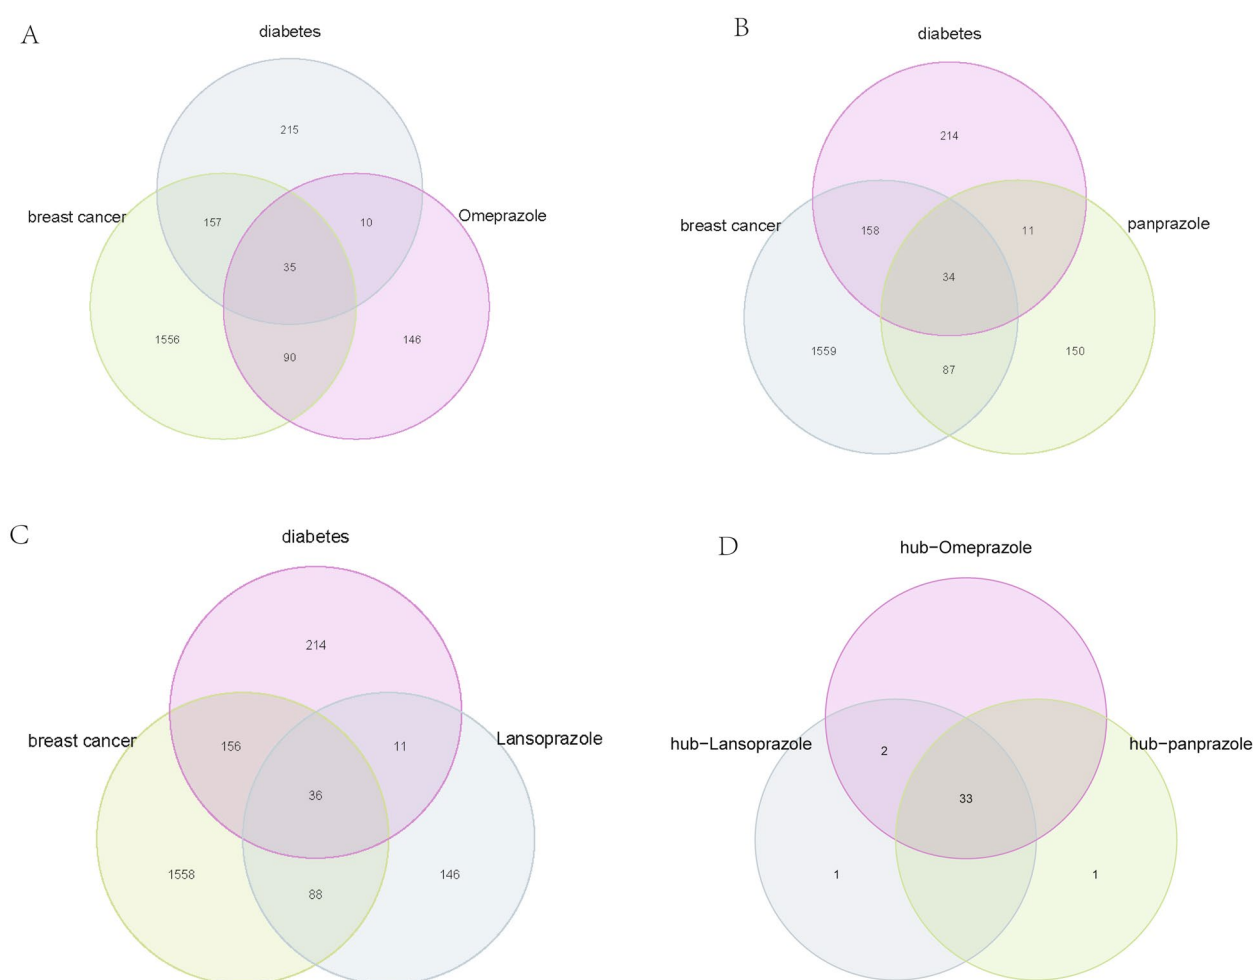 A
diabetes
215
breast cancer
157
10
Omeprazole
35
1556
90
146
B
diabetes
214
breast cancer
158
11
panprazole
34
1559
87
150
C
diabetes
214
breast cancer
156
11
Lansoprazole
36
1558
88
146
D
hub−Omeprazole
hub−Lansoprazole
2
hub−panprazole
33
1
1